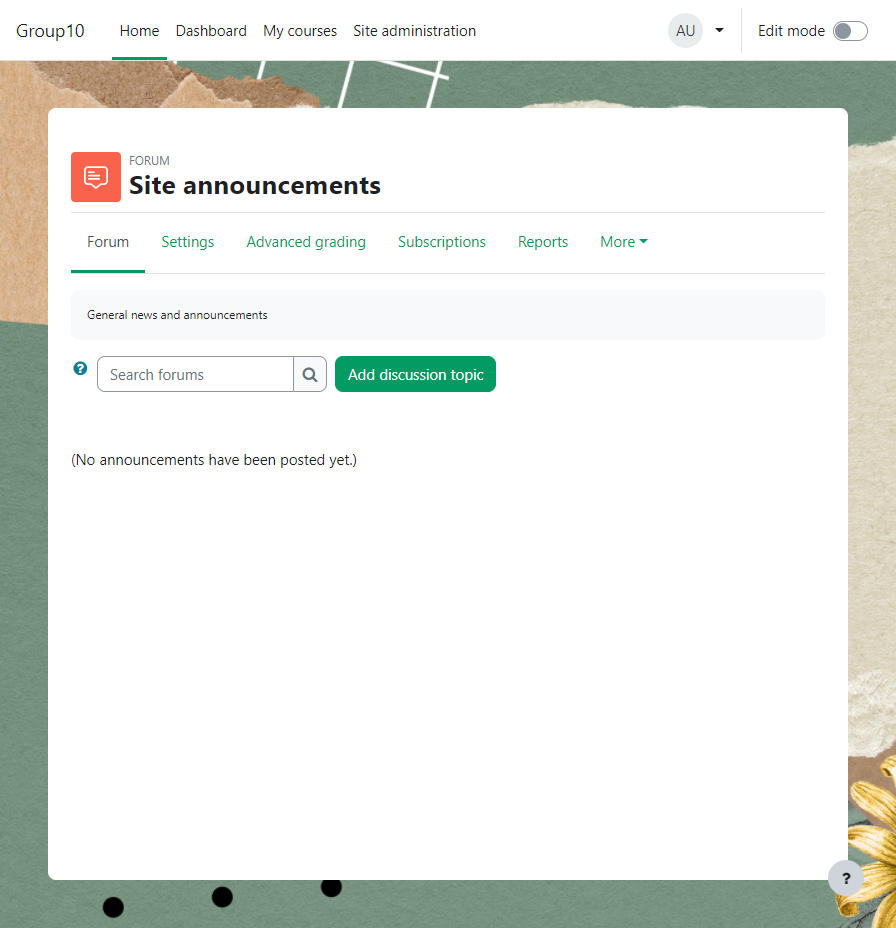 Group10 Home Dashboard My courses Site administration AU Edit mode
FORUM
Site announcements
Forum Settings Advanced grading Subscriptions Reports More
General news and announcements
? Search forums Add discussion topic
(No announcements have been posted yet.)
?